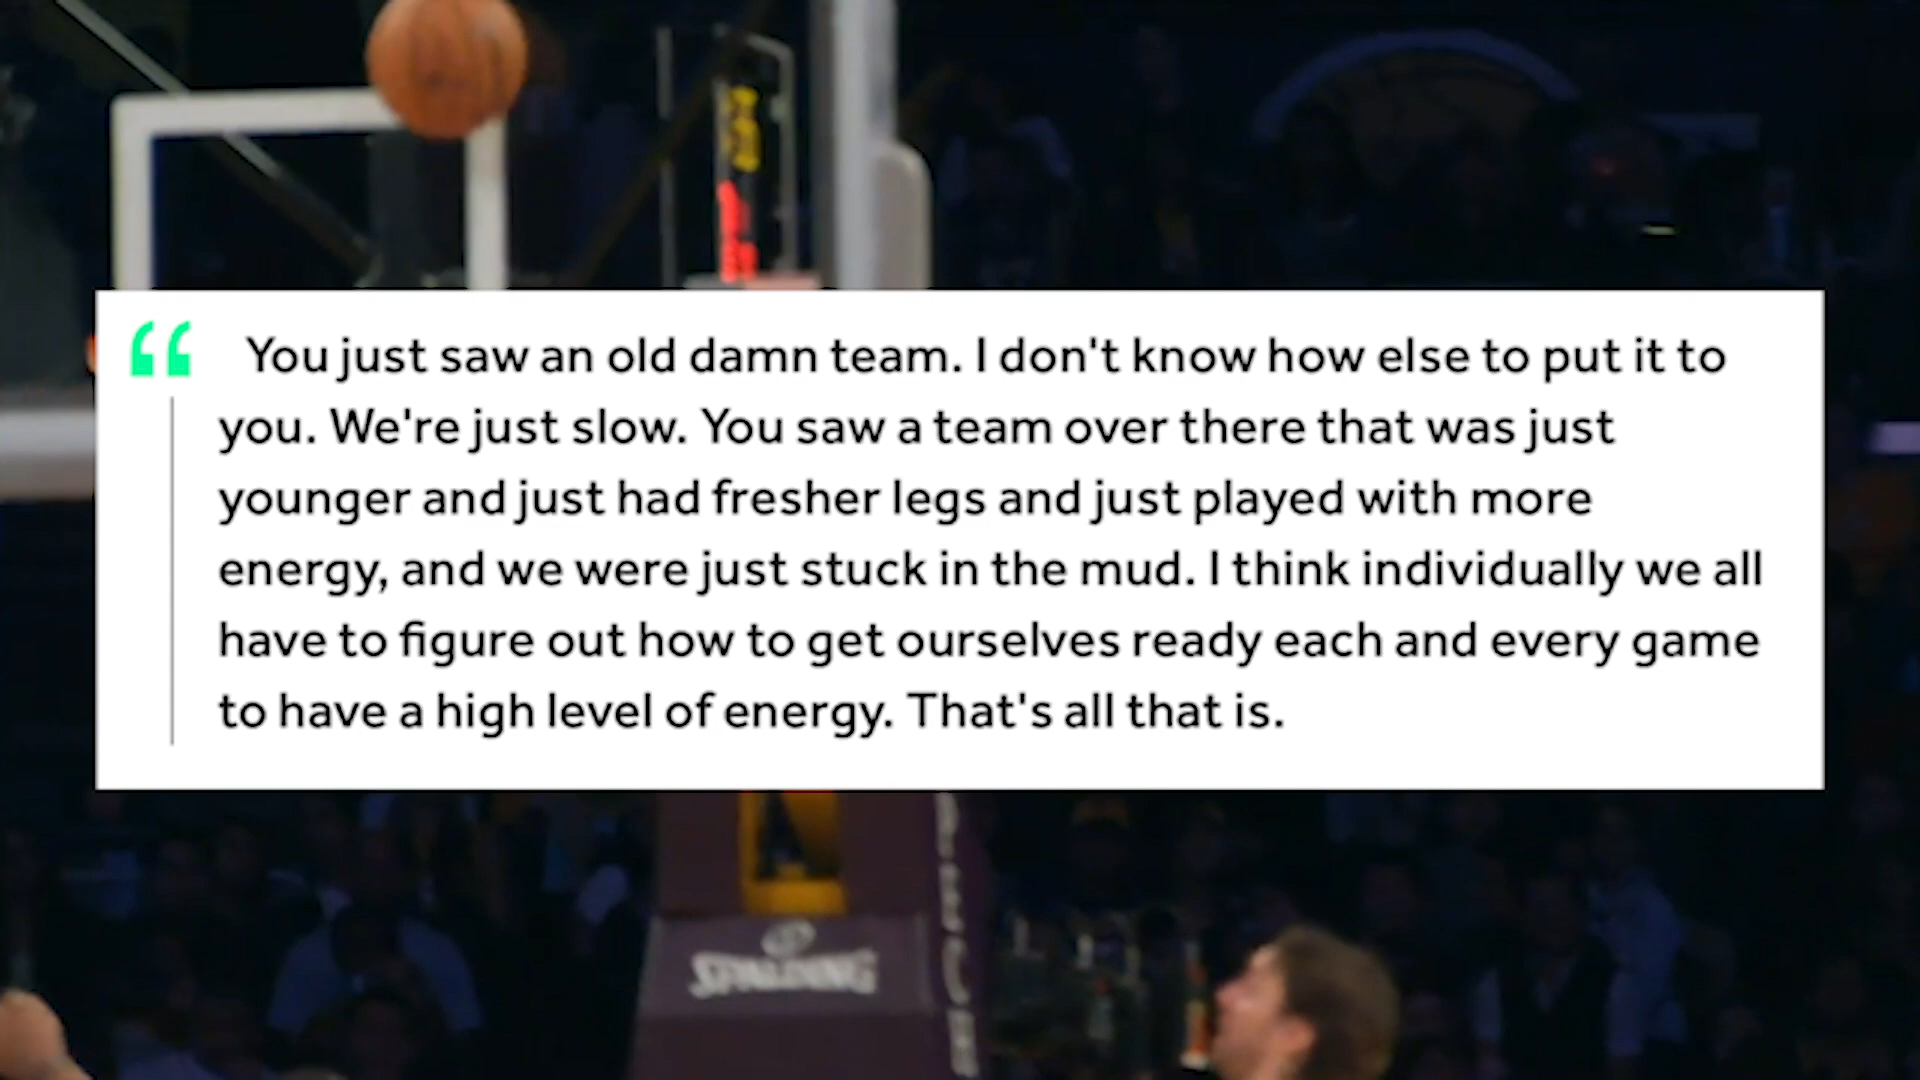 You just saw an old damn team. I don't know how else to put it to
you. We're just slow. You saw a team over there that was just
younger and just had fresher legs and just played with more
energy, and we were just stuck in the mud. I think individually we all
have to figure out how to get ourselves ready each and every game
to have a high level of energy. That's all that is.
SPALDING